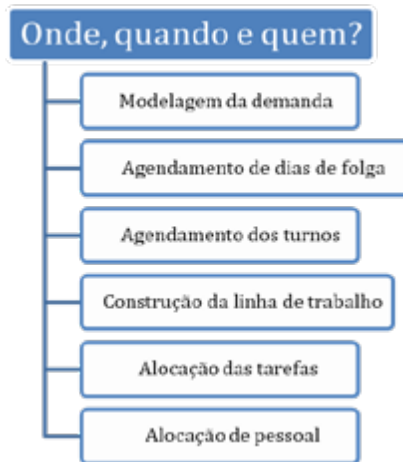 Onde, quando e quem?
Modelagem da demanda
Agendamento de dias de folga
Agendamento dos turnos
Construção da linha de trabalho
Alocação das tarefas
Alocação de pessoal